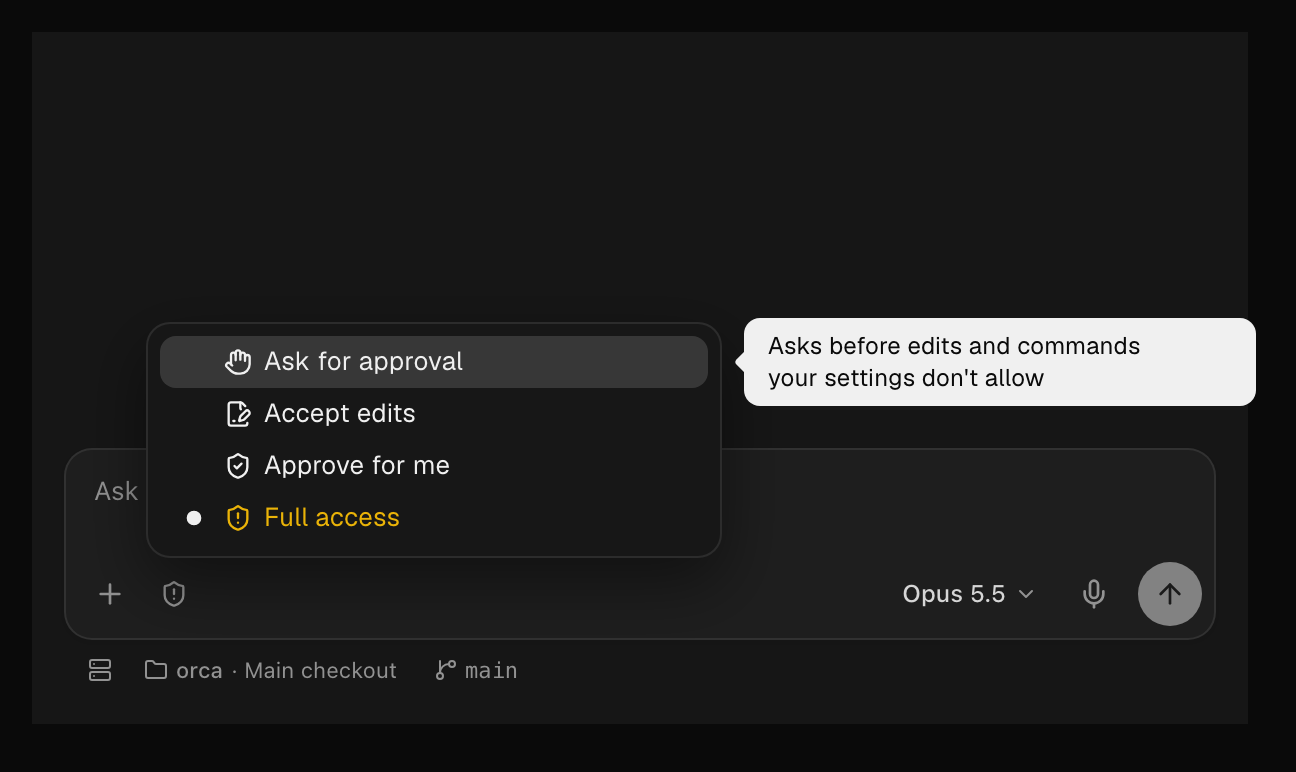 Ask for approval
Asks before edits and commands
your settings don't allow
Accept edits
Approve for me
Full access
Ask
Opus 5.5
orca · Main checkout
main